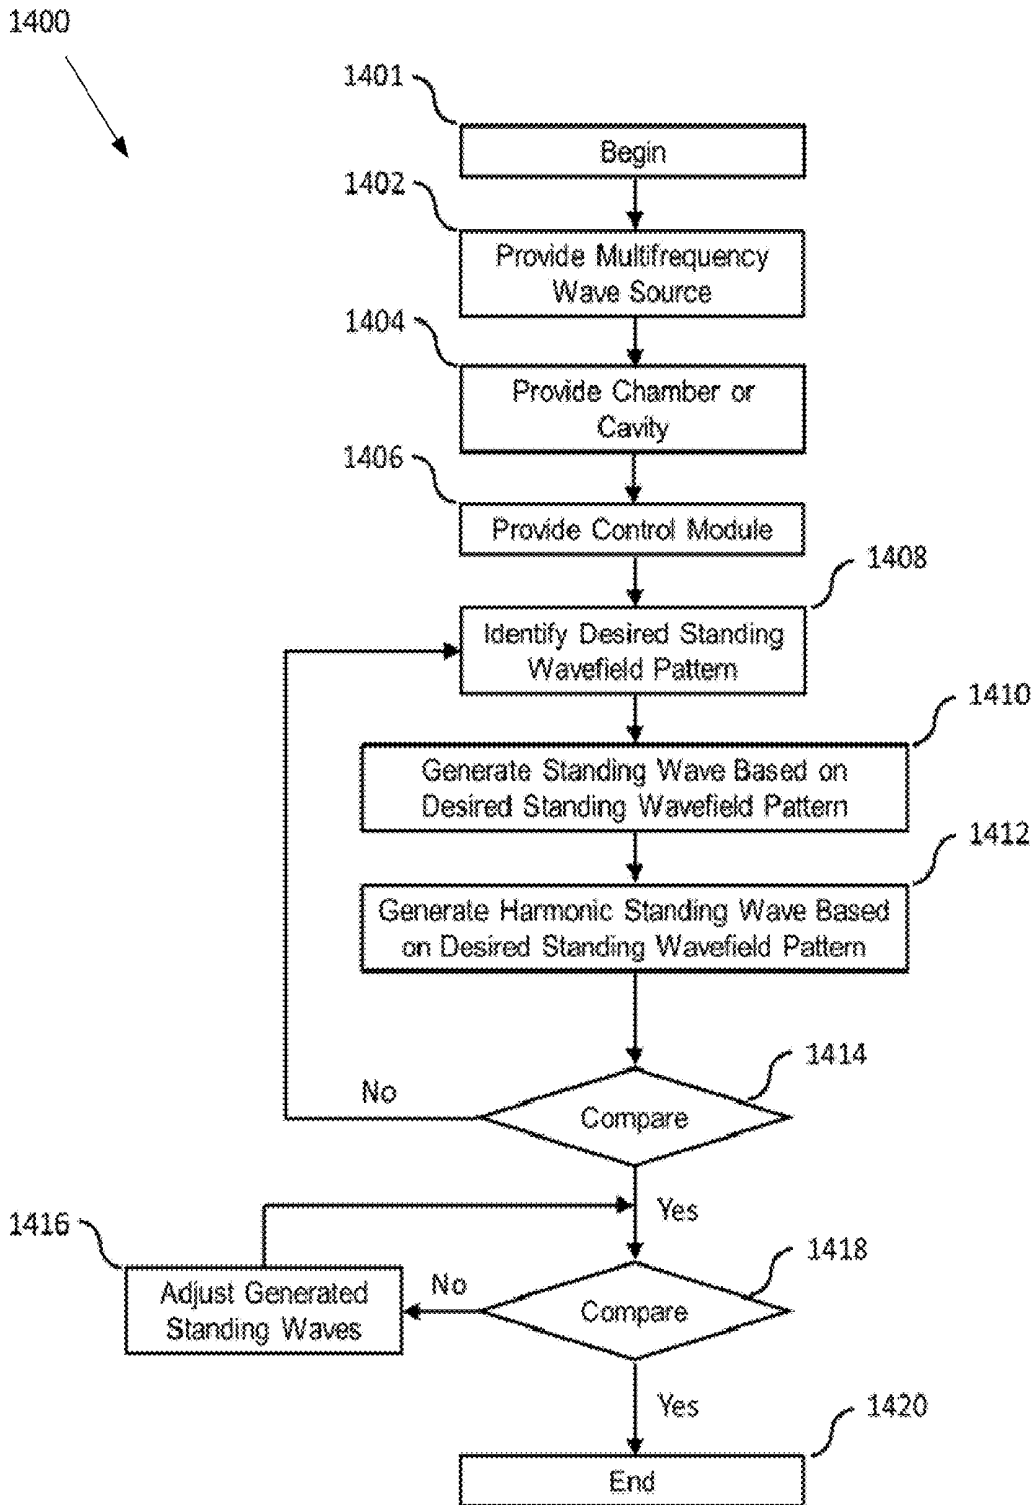 1400
1401
Begin
1402
Provide Multifrequency
Wave Source
1404
Provide Chamber or
Cavity
1406
Provide Control Module
1408
Identify Desired Standing
Wavefield Pattern
1410
Generate Standing Wave Based on
Desired Standing Wavefield Pattern
1412
Generate Harmonic Standing Wave Based
on Desired Standing Wavefield Pattern
1414
No
Compare
Yes
1416
1418
Adjust Generated
Standing Waves
No
Compare
Yes
1420
End